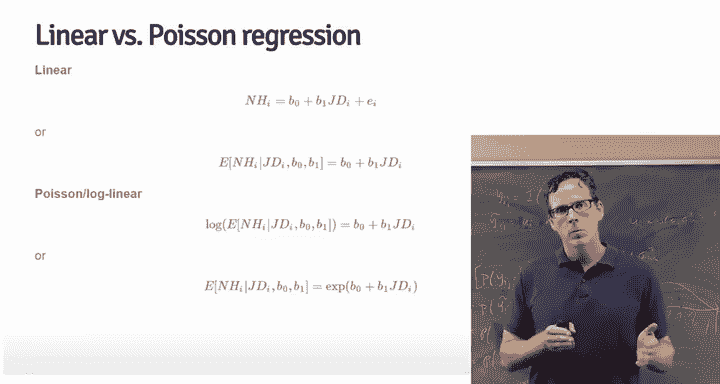 Linear vs. Poisson regression
Linear
NH_i = b_0 + b_1 JD_i + e_i
or
E[NH_i|JD_i, b_0, b_1] = b_0 + b_1 JD_i
Poisson/log-linear
log(E[NH_i|JD_i, b_0, b_1]) = b_0 + b_1 JD_i
or
E[NH_i|JD_i, b_0, b_1] = exp(b_0 + b_1 JD_i)